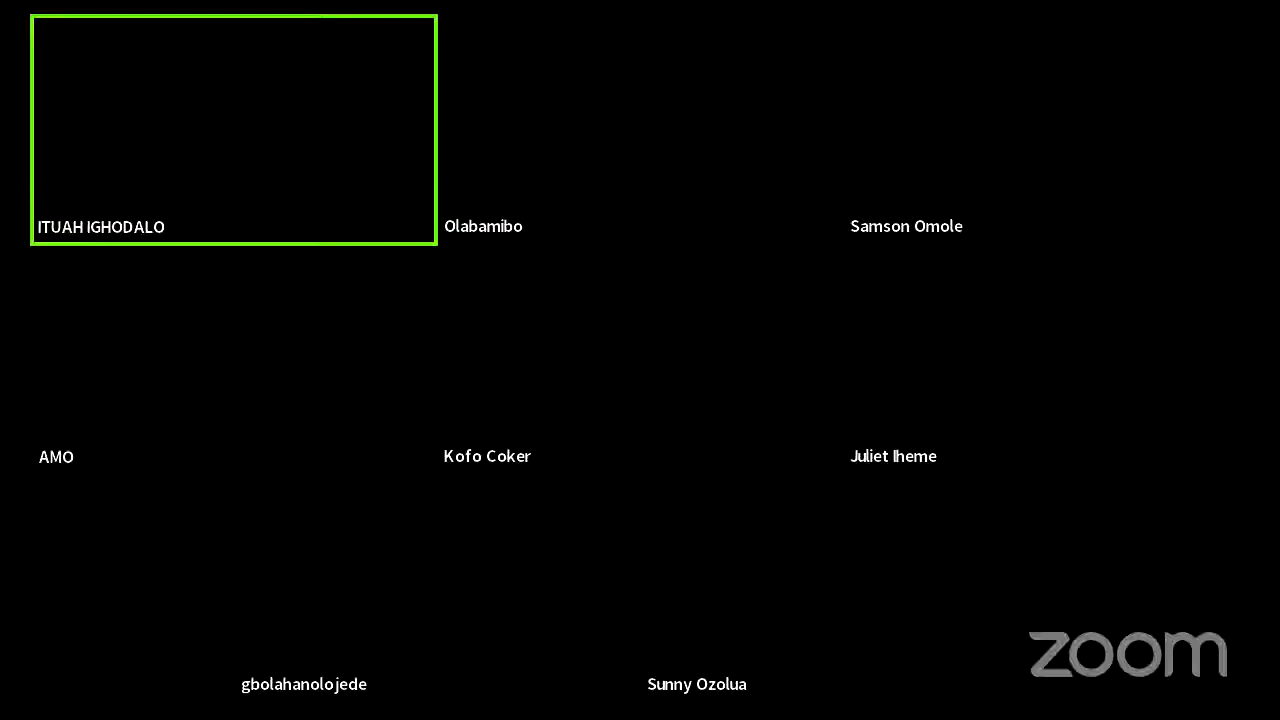 ITUAH IGHODALO
Olabamibo
Samson Omole
AMO
Kofo Coker
Juliet Iheme
zoom
gbolahanolojede
Sunny Ozolua